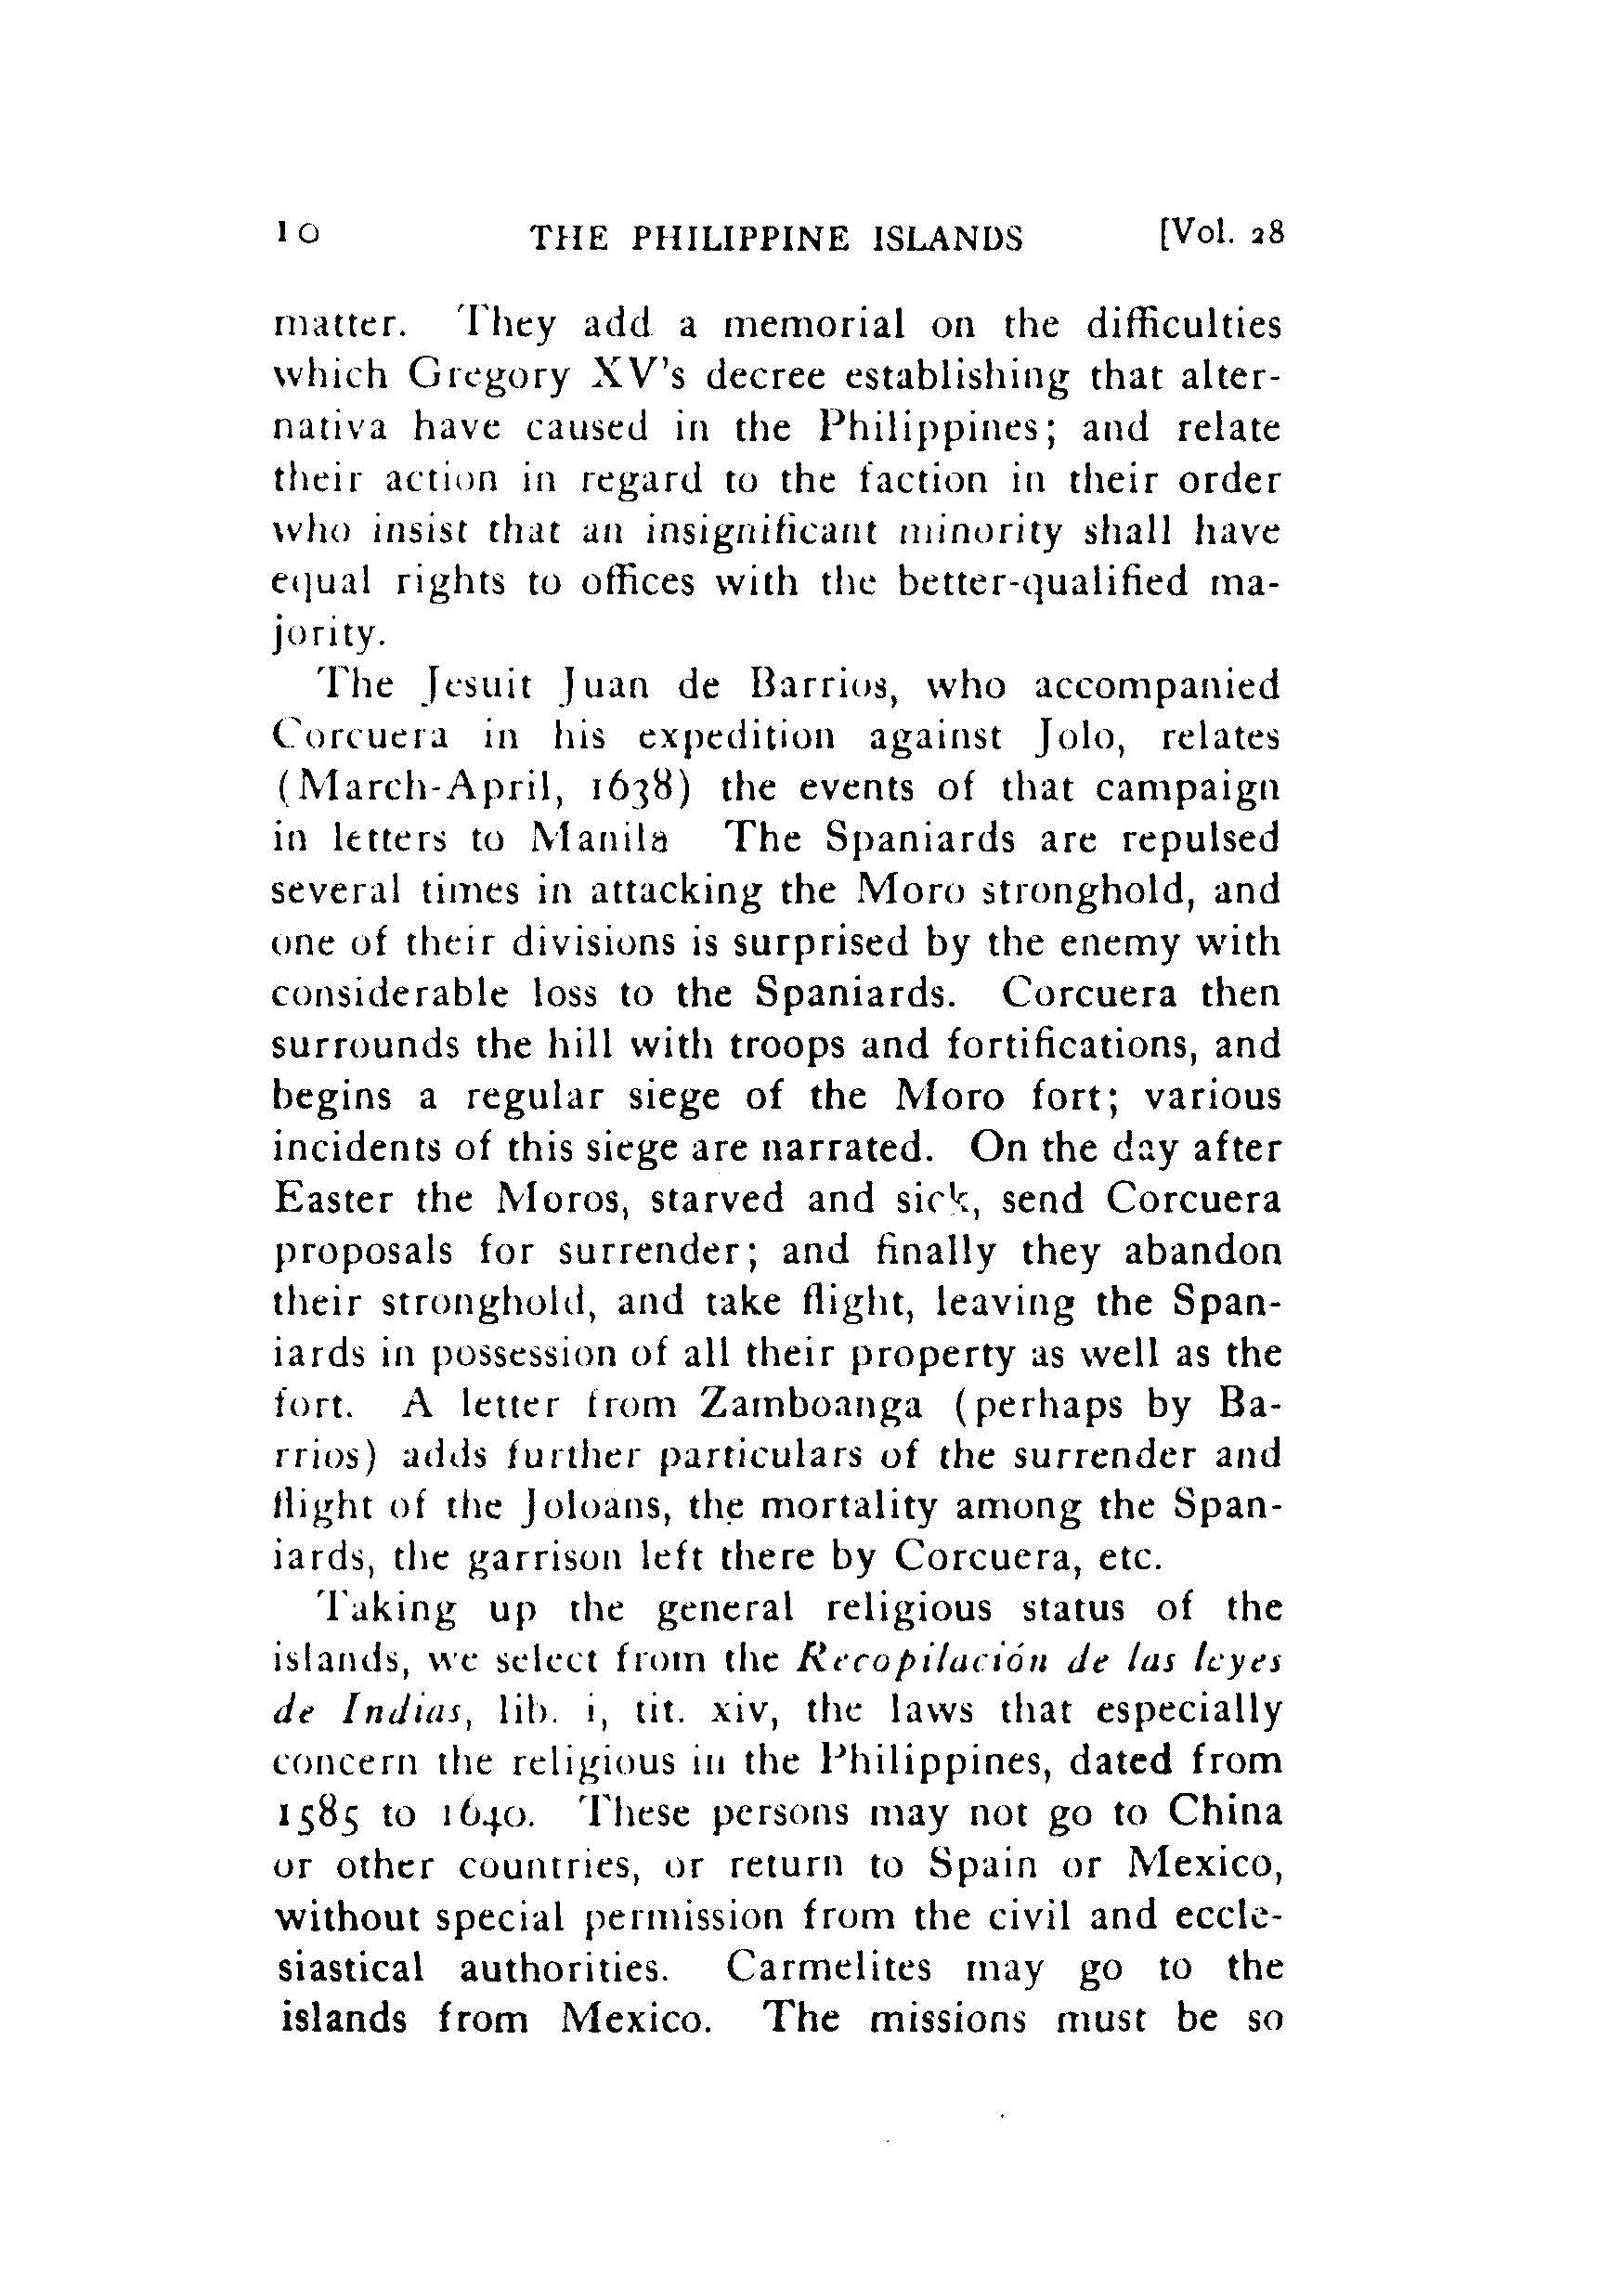 10 THE PHILIPPINE ISLANDS [Vol. 28
matter. They add a memorial on the difficulties
which Gregory XV's decree establishing that alter-
nativa have caused in the Philippines; and relate
their action in regard to the faction in their order
who insist that an insignificant minority shall have
equal rights to offices with the better-qualified ma-
jority.
The Jesuit Juan de Barrios, who accompanied
Corcuera in his expedition against Jolo, relates
(March-April, 1638) the events of that campaign
in letters to Manila The Spaniards are repulsed
several times in attacking the Moro stronghold, and
one of their divisions is surprised by the enemy with
considerable loss to the Spaniards. Corcuera then
surrounds the hill with troops and fortifications, and
begins a regular siege of the Moro fort; various
incidents of this siege are narrated. On the day after
Easter the Moros, starved and sick, send Corcuera
proposals for surrender; and finally they abandon
their stronghold, and take flight, leaving the Span-
iards in possession of all their property as well as the
fort. A letter from Zamboanga (perhaps by Ba-
rrios) adds further particulars of the surrender and
flight of the Joloans, the mortality among the Span-
iards, the garrison left there by Corcuera, etc.
Taking up the general religious status of the
islands, we select from the Recopilación de las leyes
de Indias, lib. i, tit. xiv, the laws that especially
concern the religious in the Philippines, dated from
1585 to 1640. These persons may not go to China
or other countries, or return to Spain or Mexico,
without special permission from the civil and eccle-
siastical authorities. Carmelites may go to the
islands from Mexico. The missions must be so